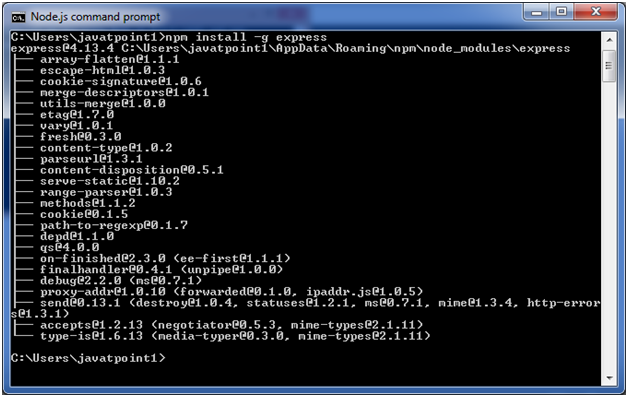 Node.js command prompt
C:\Users\javatpoint1>npm install -g express
express@4.13.4 C:\Users\javatpoint1\AppData\Roaming\npm\node_modules\express
├── array-flatten@1.1.1
├── escape-html@1.0.3
├── cookie-signature@1.0.6
├── merge-descriptors@1.0.1
├── utils-merge@1.0.0
├── etag@1.7.0
├── vary@1.0.1
├── fresh@0.3.0
├── content-type@1.0.2
├── parseurl@1.3.1
├── content-disposition@0.5.1
├── serve-static@1.10.2
├── range-parser@1.0.3
├── methods@1.1.2
├── cookie@0.1.5
├── path-to-regexp@0.1.7
├── depd@1.1.0
├── qs@4.0.0
├── on-finished@2.3.0 (ee-first@1.1.1)
├── finalhandler@0.4.1 (unpipe@1.0.0)
├── debug@2.2.0 (ms@0.7.1)
├── proxy-addr@1.0.10 (forwarded@0.1.0, ipaddr.js@1.0.5)
├── send@0.13.1 (destroy@1.0.4, statuses@1.2.1, ms@0.7.1, mime@1.3.4, http-error
s@1.3.1)
├── accepts@1.2.13 (negotiator@0.5.3, mime-types@2.1.11)
└── type-is@1.6.13 (media-typer@0.3.0, mime-types@2.1.11)
C:\Users\javatpoint1>